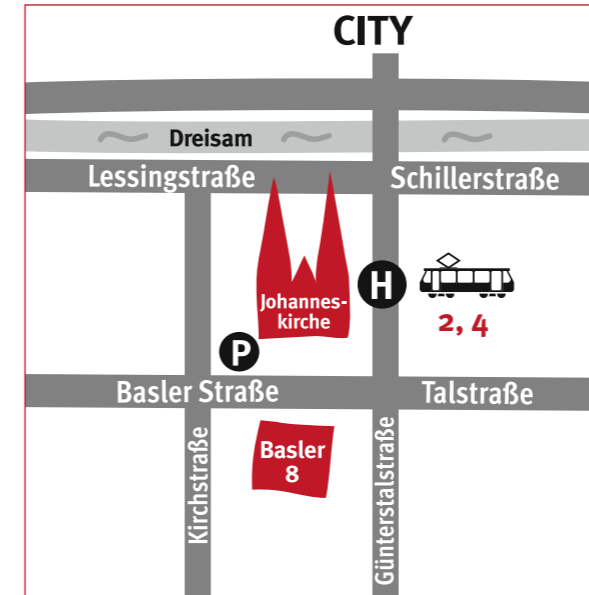 CITY
Dreisam
Lessingstraße
Schillerstraße
Johannes-
kirche
H
2, 4
P
Basler Straße
Talstraße
Kirchstraße
Basler
8
Günterstalstraße